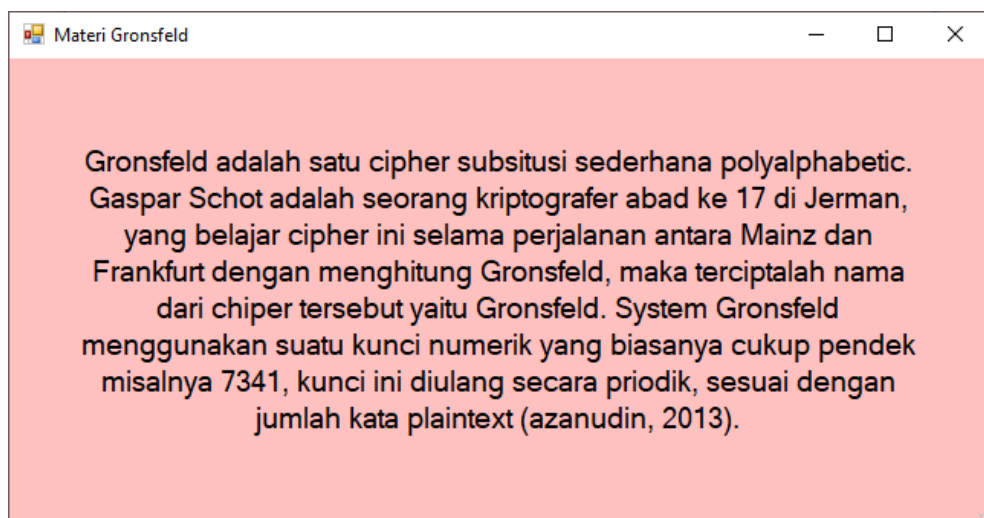 Materi Gronsfeld
Gronsfeld adalah satu cipher subsitusi sederhana polyalphabetic.
Gaspar Schot adalah seorang kriptografer abad ke 17 di Jerman,
yang belajar cipher ini selama perjalanan antara Mainz dan
Frankfurt dengan menghitung Gronsfeld, maka terciptalah nama
dari chiper tersebut yaitu Gronsfeld. System Gronsfeld
menggunakan suatu kunci numerik yang biasanya cukup pendek
misalnya 7341, kunci ini diulang secara priodik, sesuai dengan
jumlah kata plaintext (azanudin, 2013).